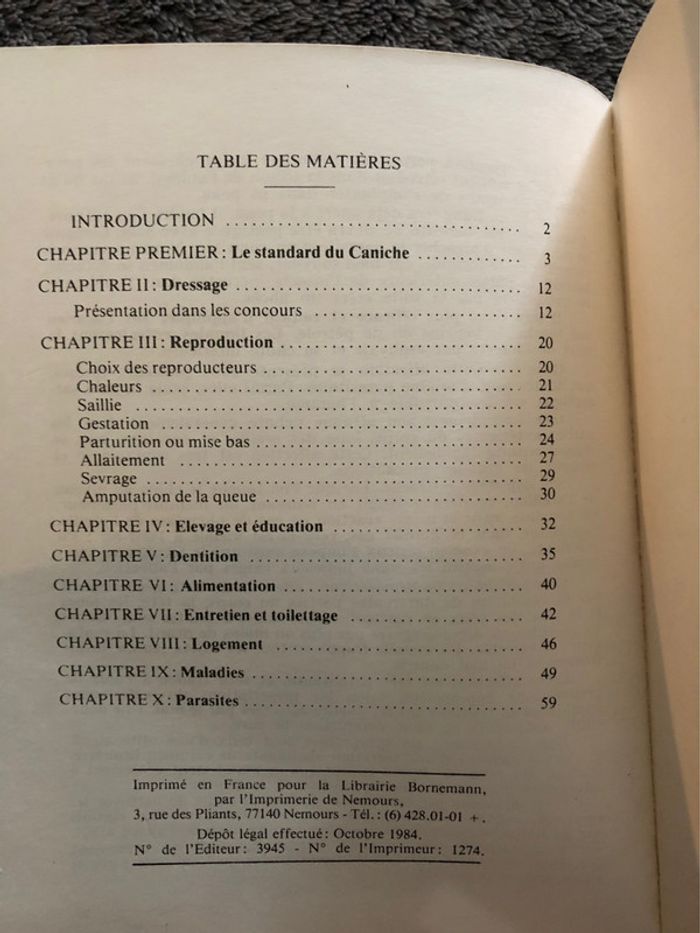 TABLE DES MATIÈRES
INTRODUCTION .................................. 2
CHAPITRE PREMIER : Le standard du Caniche ............ 3
CHAPITRE II : Dressage ................................. 12
Présentation dans les concours ........................ 12
CHAPITRE III : Reproduction ............................ 20
Choix des reproducteurs .............................. 20
Chaleurs ............................................ 21
Saillie ............................................. 22
Gestation ........................................... 23
Parturition ou mise bas ............................... 24
Allaitement ......................................... 27
Sevrage ............................................. 29
Amputation de la queue ............................... 30
CHAPITRE IV : Elevage et éducation ...................... 32
CHAPITRE V : Dentition ................................ 35
CHAPITRE VI : Alimentation ............................ 40
CHAPITRE VII : Entretien et toilettage .................... 42
CHAPITRE VIII : Logement ............................. 46
CHAPITRE IX : Maladies ................................ 49
CHAPITRE X : Parasites ................................. 59
Imprimé en France pour la Librairie Bornemann,
par l'Imprimerie de Nemours,
3, rue des Pliants, 77140 Nemours - Tél. : (6) 428.01-01 +.
Dépôt légal effectué : Octobre 1984.
N° de l'Editeur : 3945 - N° de l'Imprimeur : 1274.